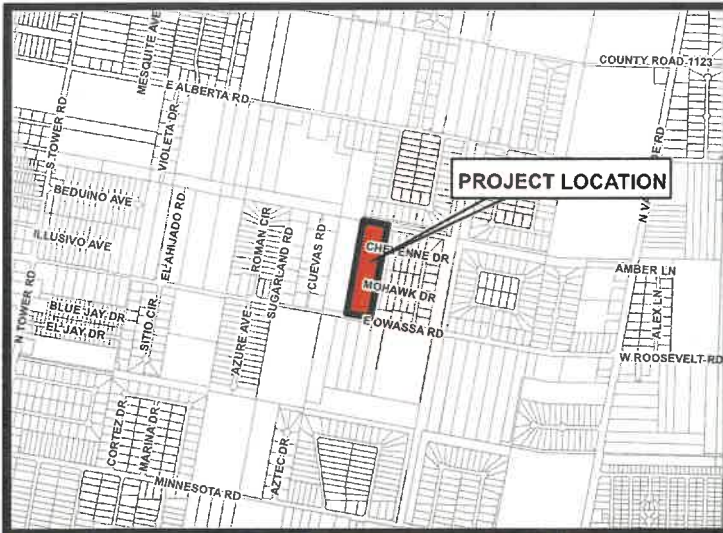 MESQUITE AVE
COUNTY ROAD 1123
E ALBERTA RD
S TOWER RD
VIOLETA DR
PROJECT LOCATION
BEDUINO AVE
EL AHIJADO RD
ROMAN CIR
SUGARLAND RD
CUEVAS RD
CHEYENNE DR
ILLUSIVO AVE
AMBER LN
MOHAWK DR
ALEX LN
N TOWER RD
BLUE JAY DR
EL JAY DR
SITIO CIR
AZURE AVE
E OWASSA RD
W ROOSEVELT RD
CORTEZ DR
MARINA DR
AZTEC DR
MINNESOTA RD